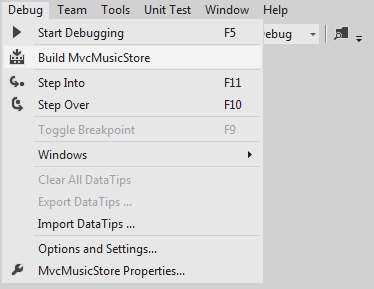 Debug Team Tools Unit Test Window Help
Start Debugging F5
ebug
Build MvcMusicStore
Step Into F11
Step Over F10
Toggle Breakpoint F9
Windows
Clear All DataTips
Export DataTips ...
Import DataTips ...
Options and Settings...
MvcMusicStore Properties...